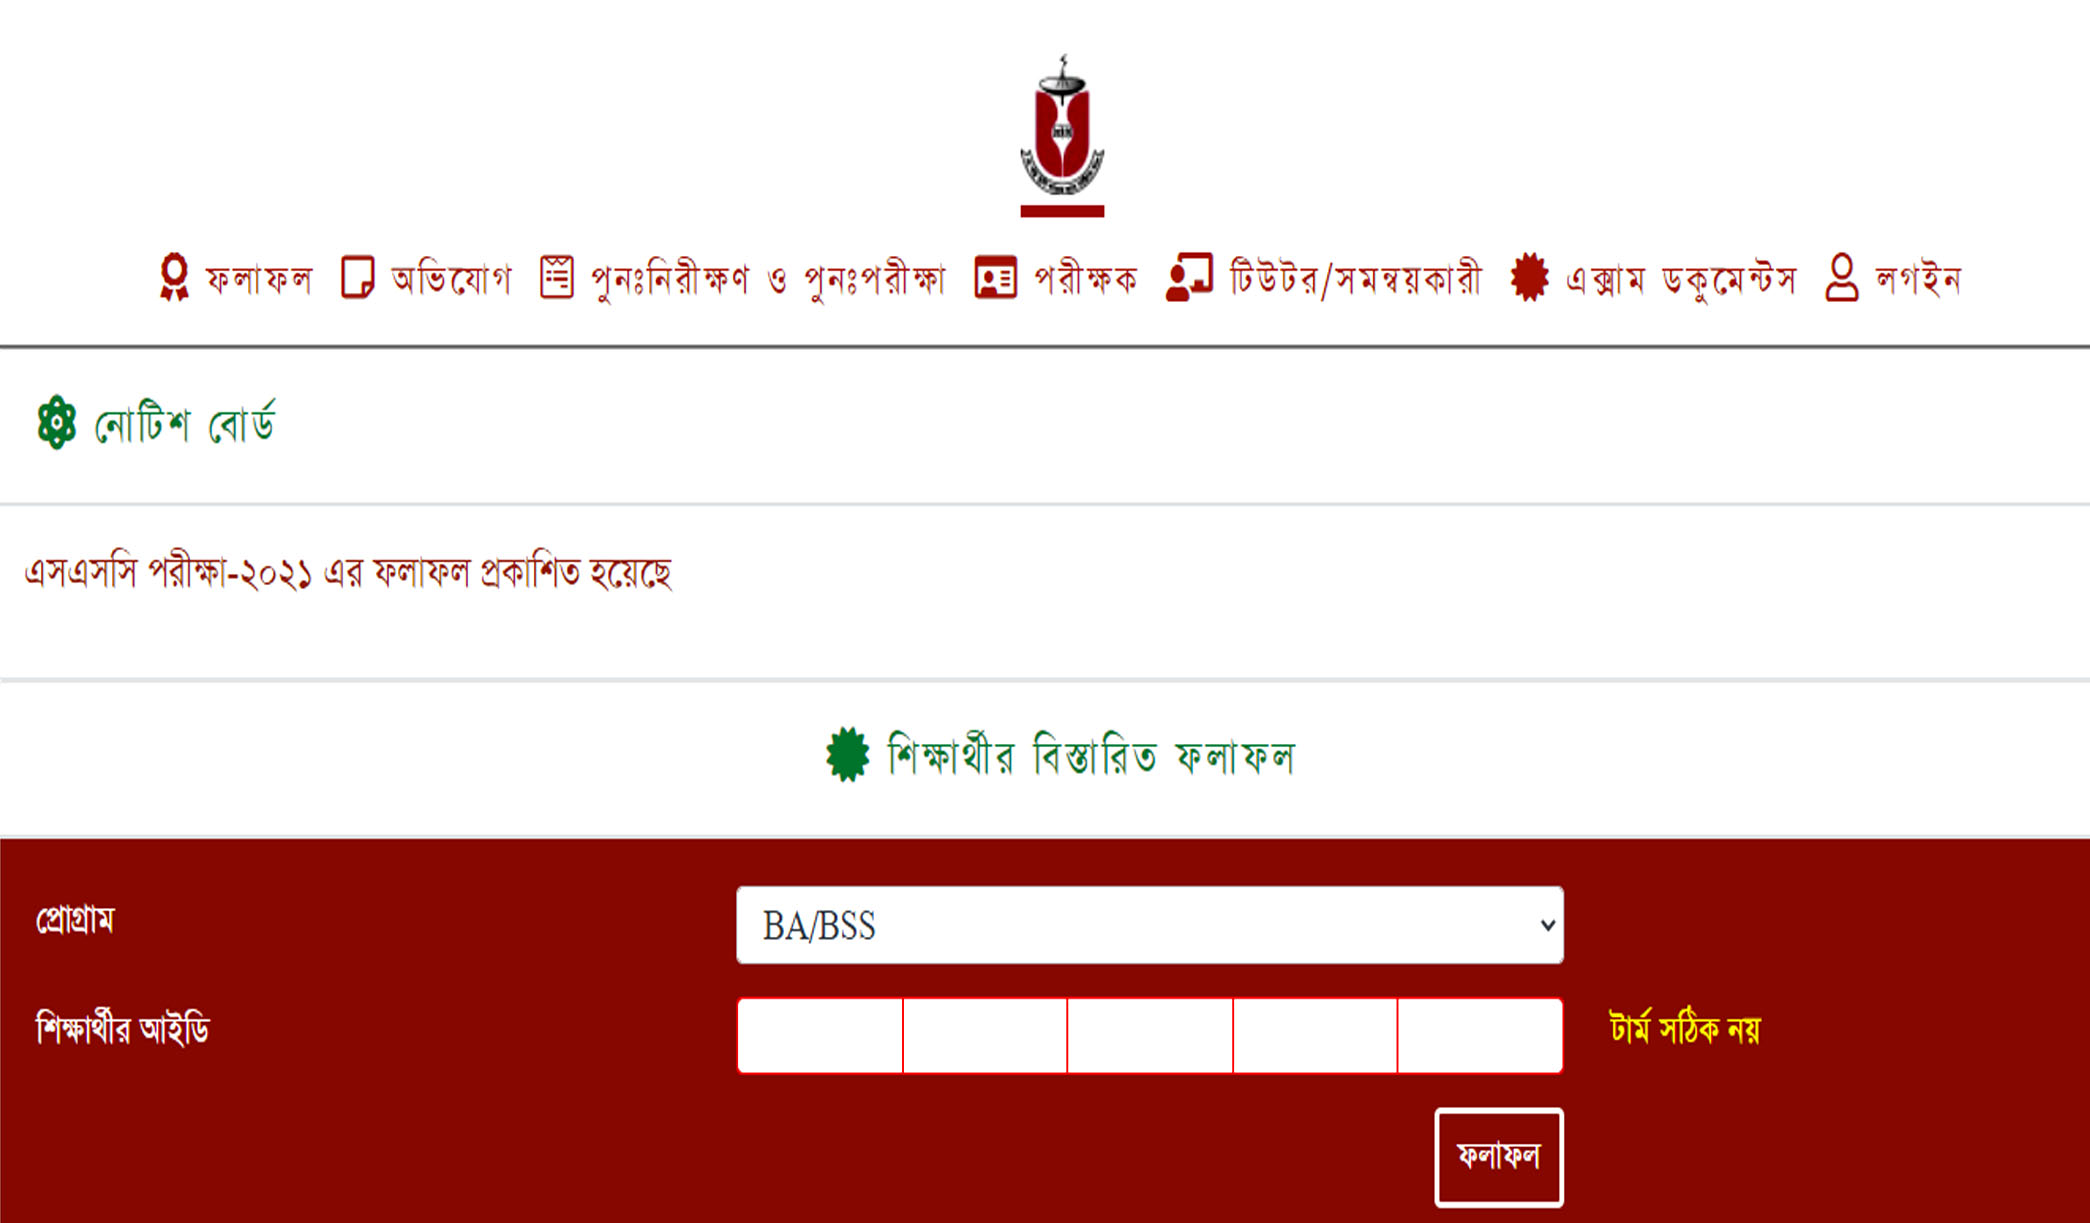 ফলাফল অভিযোগ পুনঃনিরীক্ষণ ও পুনঃপরীক্ষা পরীক্ষক টিউটর/সমন্বয়কারী এক্সাম ডকুমেন্টস লগইন
নোটিশ বোর্ড
এসএসসি পরীক্ষা-২০২১ এর ফলাফল প্রকাশিত হয়েছে
শিক্ষার্থীর বিস্তারিত ফলাফল
প্রোগ্রাম BA/BSS
শিক্ষার্থীর আইডি টার্ম সঠিক নয়
ফলাফল